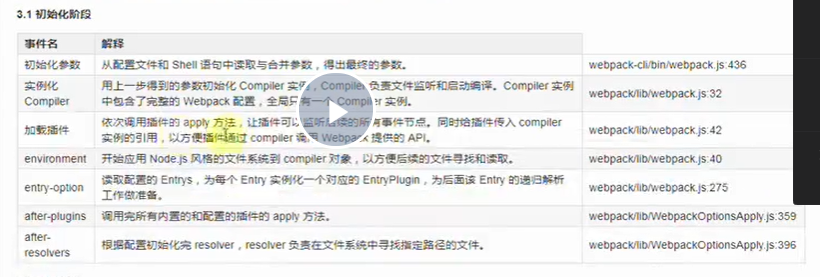 3.1 初始化阶段
事件名 解释
初始化参数 从配置文件和 Shell 语句中读取与合并参数，得出最终的参数。 webpack-cli/bin/webpack.js:436
实例化 Compiler 用上一步得到的参数初始化 Compiler 实例，Compiler 负责文件监听和启动编译。Compiler 实例 webpack/lib/webpack.js:32
中包含了完整的 Webpack 配置，全局只有一个 Compiler 实例。
加载插件 依次调用插件的 apply 方法，让插件可以监听后续的所有事件节点。同时给插件传入 compiler webpack/lib/webpack.js:42
实例的引用，以方便插件通过 compiler 调用 Webpack 提供的 API。
environment 开始应用 Node.js 风格的文件系统到 compiler 对象，以方便后续的文件寻找和读取。 webpack/lib/webpack.js:40
entry-option 读取配置的 Entrys，为每个 Entry 实例化一个对应的 EntryPlugin，为后面该 Entry 的递归解析 webpack/lib/webpack.js:275
工作做准备。
after-plugins 调用完所有内置的和配置的插件的 apply 方法。 webpack/lib/WebpackOptionsApply.js:359
after-resolvers 根据配置初始化完 resolver，resolver 负责在文件系统中寻找指定路径的文件。 webpack/lib/WebpackOptionsApply.js:396